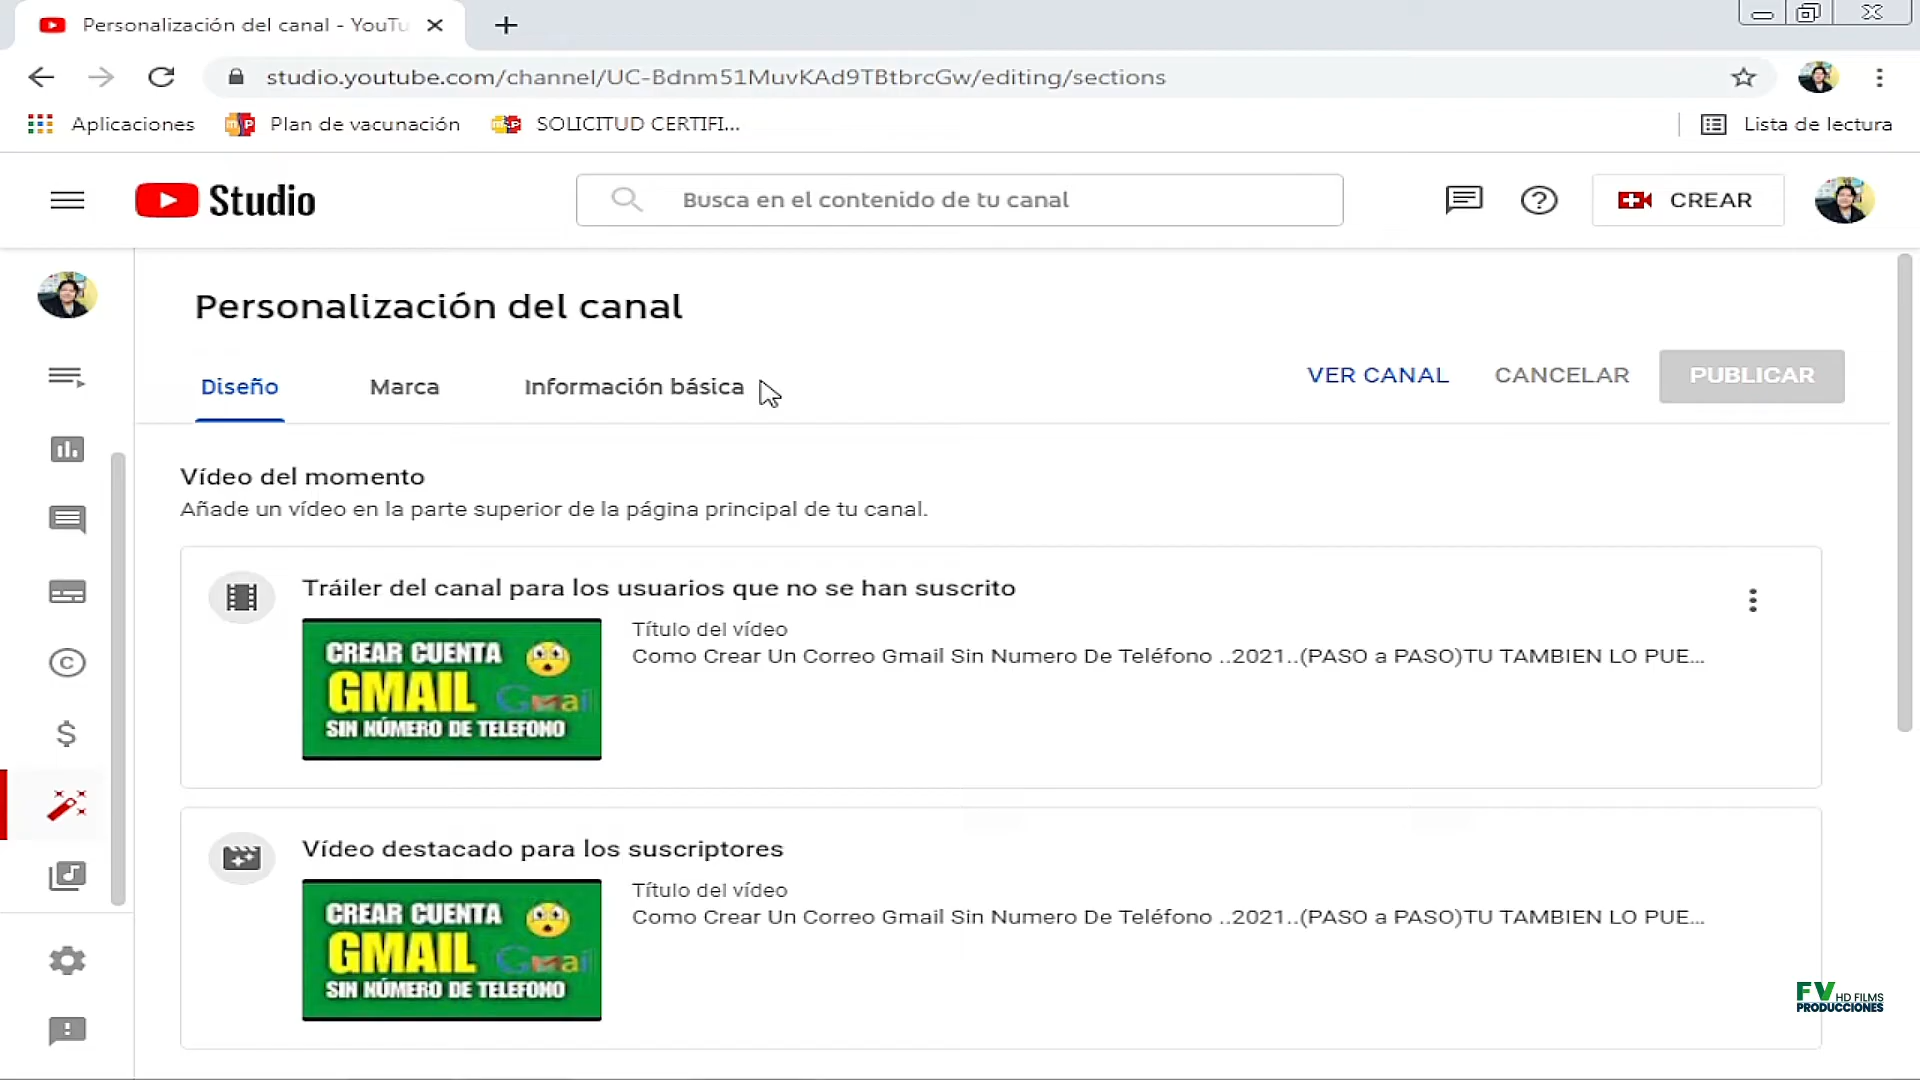 Personalización del canal - YouTu
studio.youtube.com/channel/UC-Bdnm51MuvKAd9TBtbrcGw/editing/sections
Aplicaciones
Plan de vacunación
SOLICITUD CERTIFI...
Lista de lectura
Studio
Busca en el contenido de tu canal
CREAR
Personalización del canal
Diseño
Marca
Información básica
VER CANAL
CANCELAR
PUBLICAR
Vídeo del momento
Añade un vídeo en la parte superior de la página principal de tu canal.
Tráiler del canal para los usuarios que no se han suscrito
CREAR CUENTA
GMAIL
Gmail
SIN NÚMERO DE TELEFONO
Título del vídeo
Como Crear Un Correo Gmail Sin Numero De Teléfono ..2021..(PASO a PASO)TU TAMBIEN LO PUE...
Vídeo destacado para los suscriptores
CREAR CUENTA
GMAIL
Gmail
SIN NÚMERO DE TELEFONO
Título del vídeo
Como Crear Un Correo Gmail Sin Numero De Teléfono ..2021..(PASO a PASO)TU TAMBIEN LO PUE...
FV HD FILMS
PRODUCCIONES